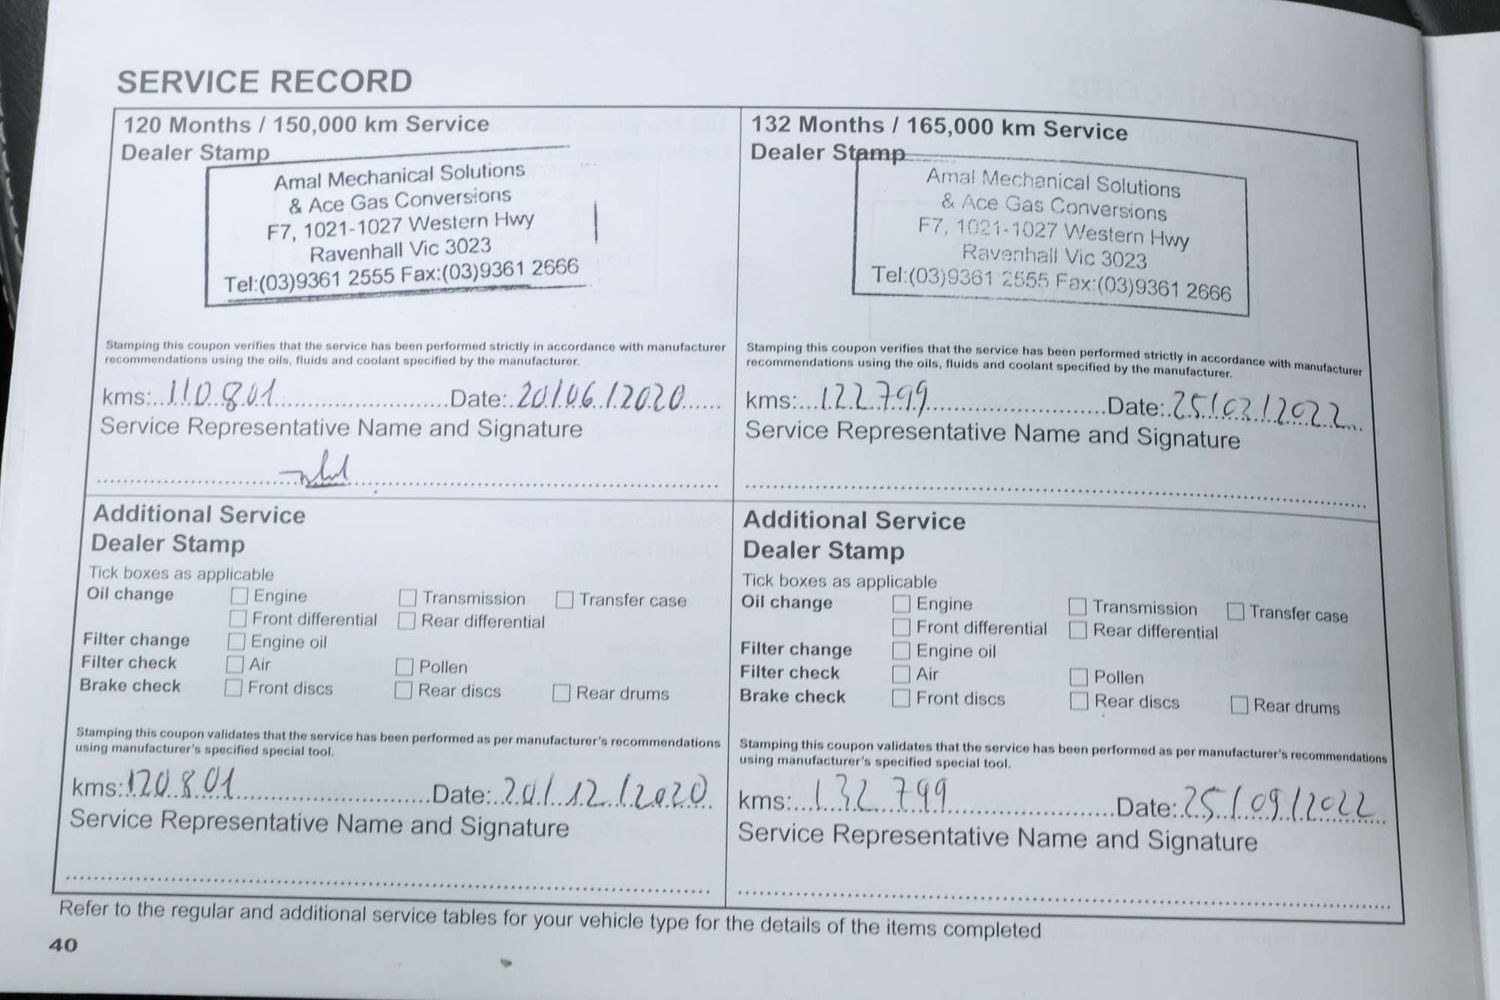 SERVICE RECORD
120 Months / 150,000 km Service
Dealer Stamp
Amal Mechanical Solutions
& Ace Gas Conversions
F7, 1021-1027 Western Hwy
Ravenhall Vic 3023
Tel:(03)9361 2555 Fax:(03)9361 2666
Stamping this coupon verifies that the service has been performed strictly in accordance with manufacturer
recommendations using the oils, fluids and coolant specified by the manufacturer.
kms: 110801 Date: 20/06/2020
Service Representative Name and Signature
Additional Service
Dealer Stamp
Tick boxes as applicable
Oil change Engine Transmission Transfer case
Front differential Rear differential
Filter change Engine oil
Filter check Air Pollen
Brake check Front discs Rear discs Rear drums
Stamping this coupon validates that the service has been performed as per manufacturer's recommendations
using manufacturer's specified special tool.
kms: 120801 Date: 20/12/2020
Service Representative Name and Signature
132 Months / 165,000 km Service
Dealer Stamp
Amal Mechanical Solutions
& Ace Gas Conversions
F7, 1021-1027 Western Hwy
Ravenhall Vic 3023
Tel:(03)9361 2555 Fax:(03)9361 2666
Stamping this coupon verifies that the service has been performed strictly in accordance with manufacturer
recommendations using the oils, fluids and coolant specified by the manufacturer.
kms: 122799 Date: 25/03/2022
Service Representative Name and Signature
Additional Service
Dealer Stamp
Tick boxes as applicable
Oil change Engine Transmission Transfer case
Front differential Rear differential
Filter change Engine oil
Filter check Air Pollen
Brake check Front discs Rear discs Rear drums
Stamping this coupon validates that the service has been performed as per manufacturer's recommendations
using manufacturer's specified special tool.
kms: 132799 Date: 25/09/2022
Service Representative Name and Signature
Refer to the regular and additional service tables for your vehicle type for the details of the items completed
40